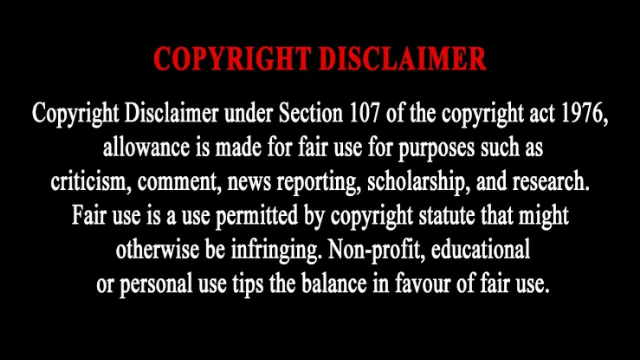 COPYRIGHT DISCLAIMER
Copyright Disclaimer under Section 107 of the copyright act 1976,
allowance is made for fair use for purposes such as
criticism, comment, news reporting, scholarship, and research.
Fair use is a use permitted by copyright statute that might
otherwise be infringing. Non-profit, educational
or personal use tips the balance in favour of fair use.